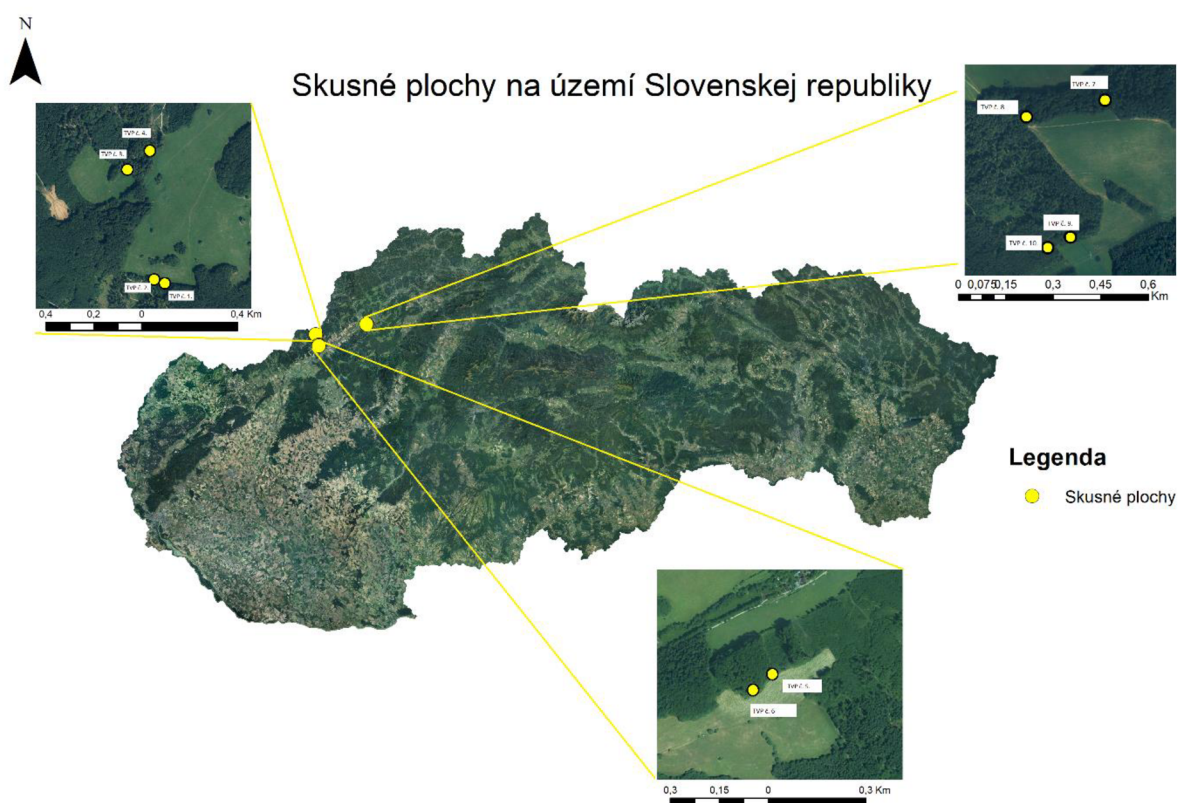 N
Skusné plochy na území Slovenskej republiky
TVP č. 4.
TVP č. 3.
TVP č. 2.
TVP č. 1.
0,4 0,2 0 0,4 Km
TVP č. 7.
TVP č. 8.
TVP č. 9.
TVP č. 10.
0 0,075 0,15 0,3 0,45 0,6
Km
Legenda
Skusné plochy
TVP č. 5.
TVP č. 6
0,3 0,15 0 0,3 Km